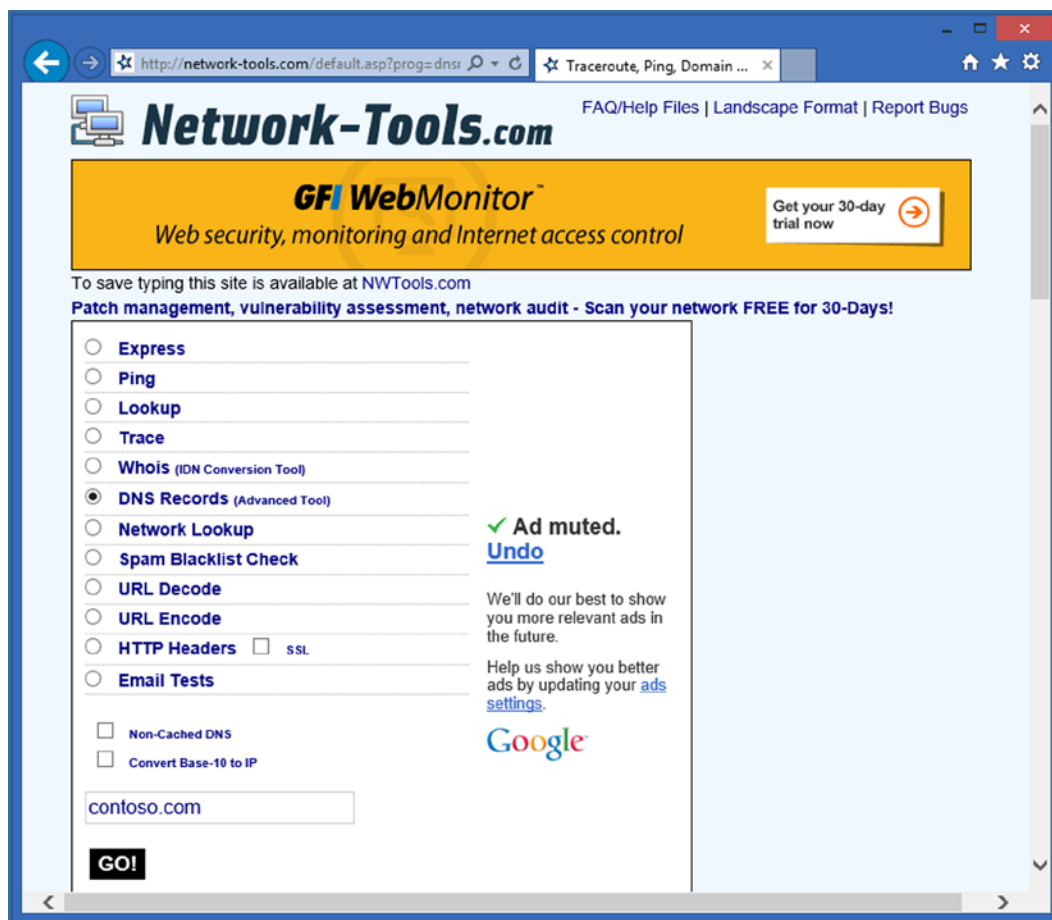 http://network-tools.com/default.asp?prog=dnsr
Traceroute, Ping, Domain ...
Network-Tools.com
FAQ/Help Files | Landscape Format | Report Bugs
GFI WebMonitor™
Web security, monitoring and Internet access control
Get your 30-day
trial now
To save typing this site is available at NWTools.com
Patch management, vulnerability assessment, network audit - Scan your network FREE for 30-Days!
Express
Ping
Lookup
Trace
Whois (IDN Conversion Tool)
DNS Records (Advanced Tool)
Network Lookup
Spam Blacklist Check
URL Decode
URL Encode
HTTP Headers SSL
Email Tests
Ad muted.
Undo
We'll do our best to show
you more relevant ads in
the future.
Help us show you better
ads by updating your ads
settings.
Google
Non-Cached DNS
Convert Base-10 to IP
contoso.com
GO!